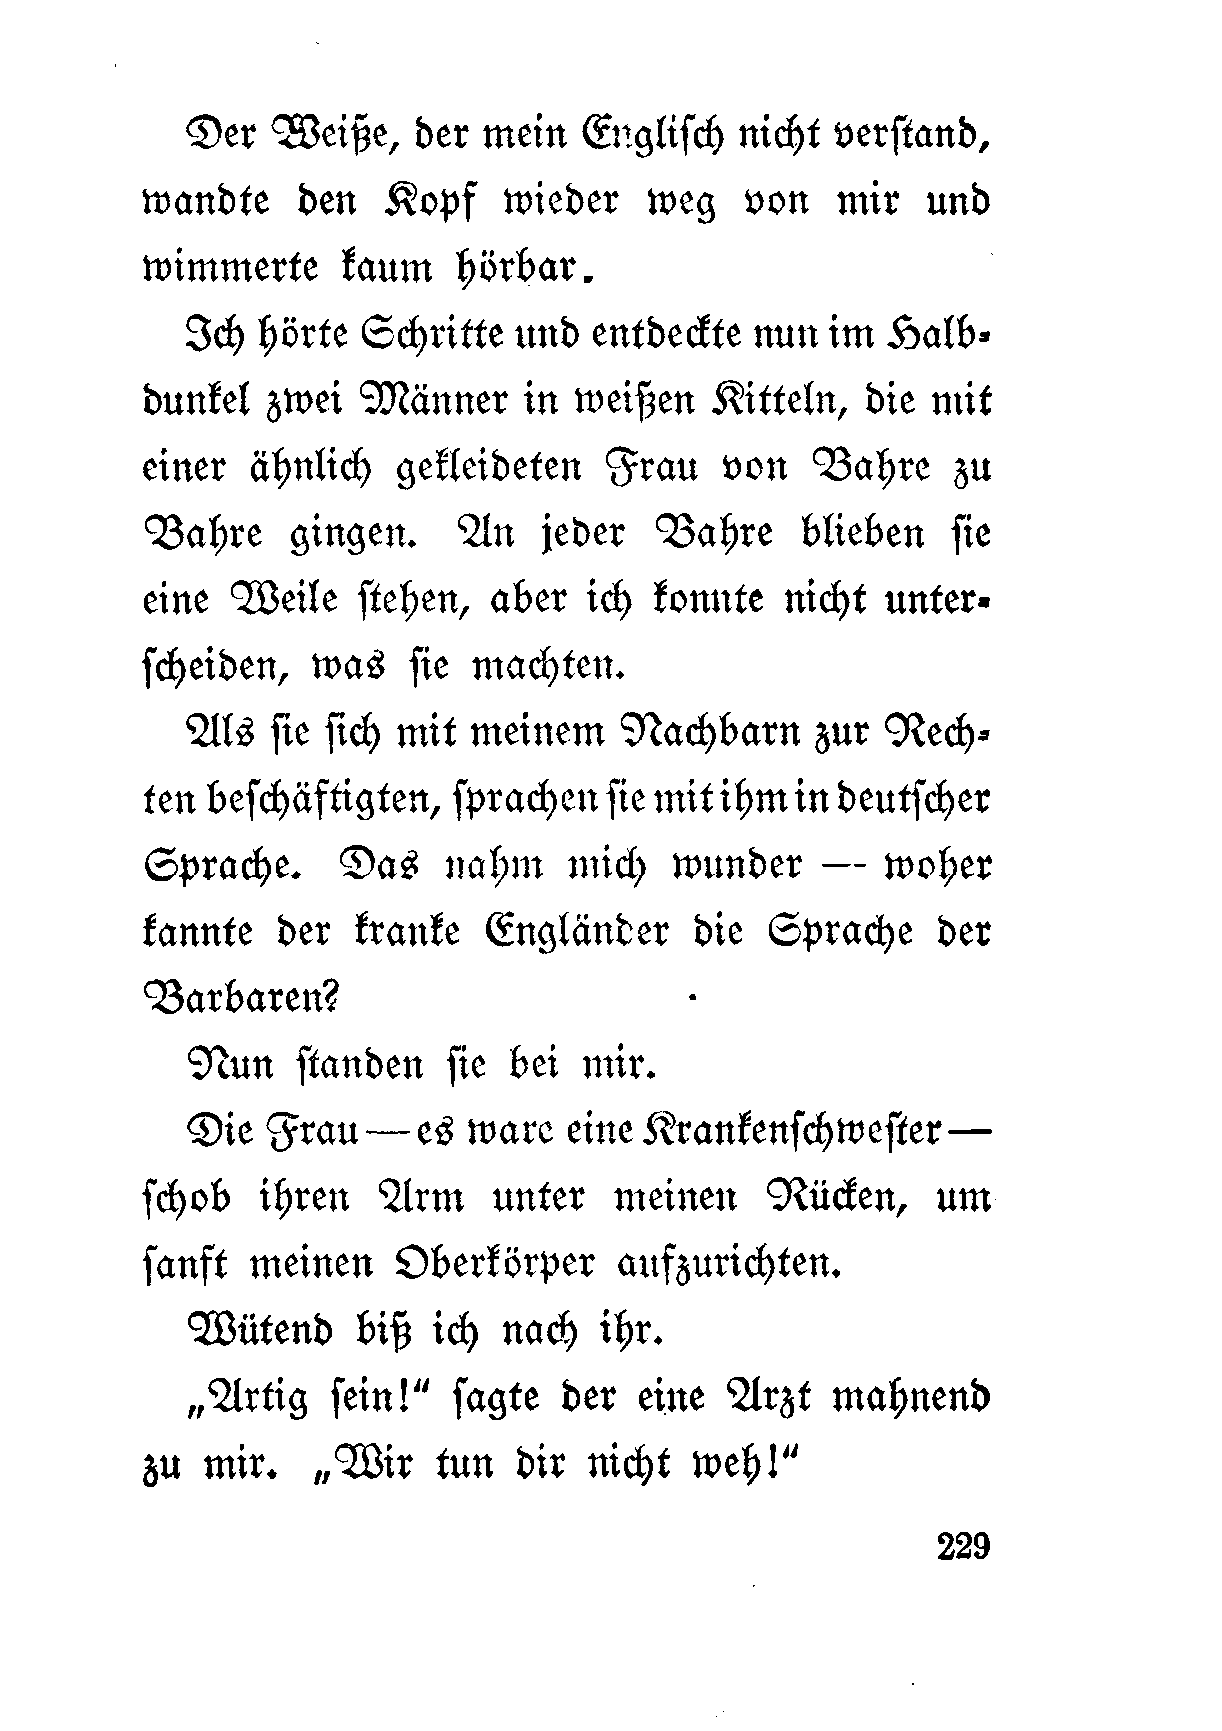 Der Weiße, der mein Englisch nicht verstand,
wandte den Kopf wieder weg von mir und
wimmerte kaum hörbar.
Ich hörte Schritte und entdeckte nun im Halb-
dunkel zwei Männer in weißen Kitteln, die mit
einer ähnlich gekleideten Frau von Bahre zu
Bahre gingen. An jeder Bahre blieben sie
eine Weile stehen, aber ich konnte nicht unter-
scheiden, was sie machten.
Als sie sich mit meinem Nachbarn zur Rech-
ten beschäftigten, sprachen sie mit ihm in deutscher
Sprache. Das nahm mich wunder — woher
kannte der kranke Engländer die Sprache der
Barbaren?
Nun standen sie bei mir.
Die Frau — es ware eine Krankenschwester —
schob ihren Arm unter meinen Rücken, um
sanft meinen Oberkörper aufzurichten.
Wütend biß ich nach ihr.
„Artig sein!“ sagte der eine Arzt mahnend
zu mir. „Wir tun dir nicht weh!“
229